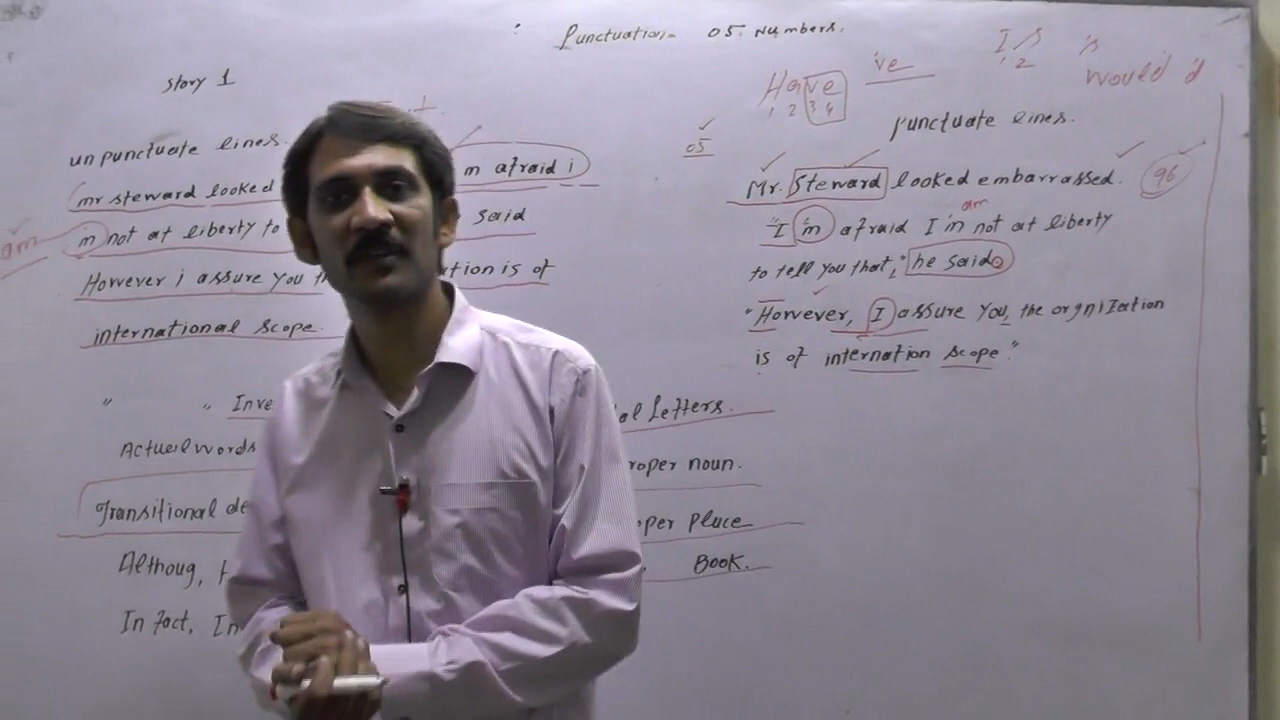 Punctuation- 05. Numbers.
Story 1
unpunctuate lines.
mr steward looked
m afraid i
m not at liberty to
said
am
However i assure you
tion is of
international scope.
" " Inve
al Letters.
Actuelwords
roper noun.
Transitional de
oper place
Althoug,
Book.
In fact, In
Have 've
1 2 3 4
I s is
1 2
would 'd
05
punctuate lines.
Mr. Steward looked embarrassed.
96
am
"I 'm afraid I'm not at liberty
to tell you that," he said.
"However, I assure you, the orgnization
is of internation scope"